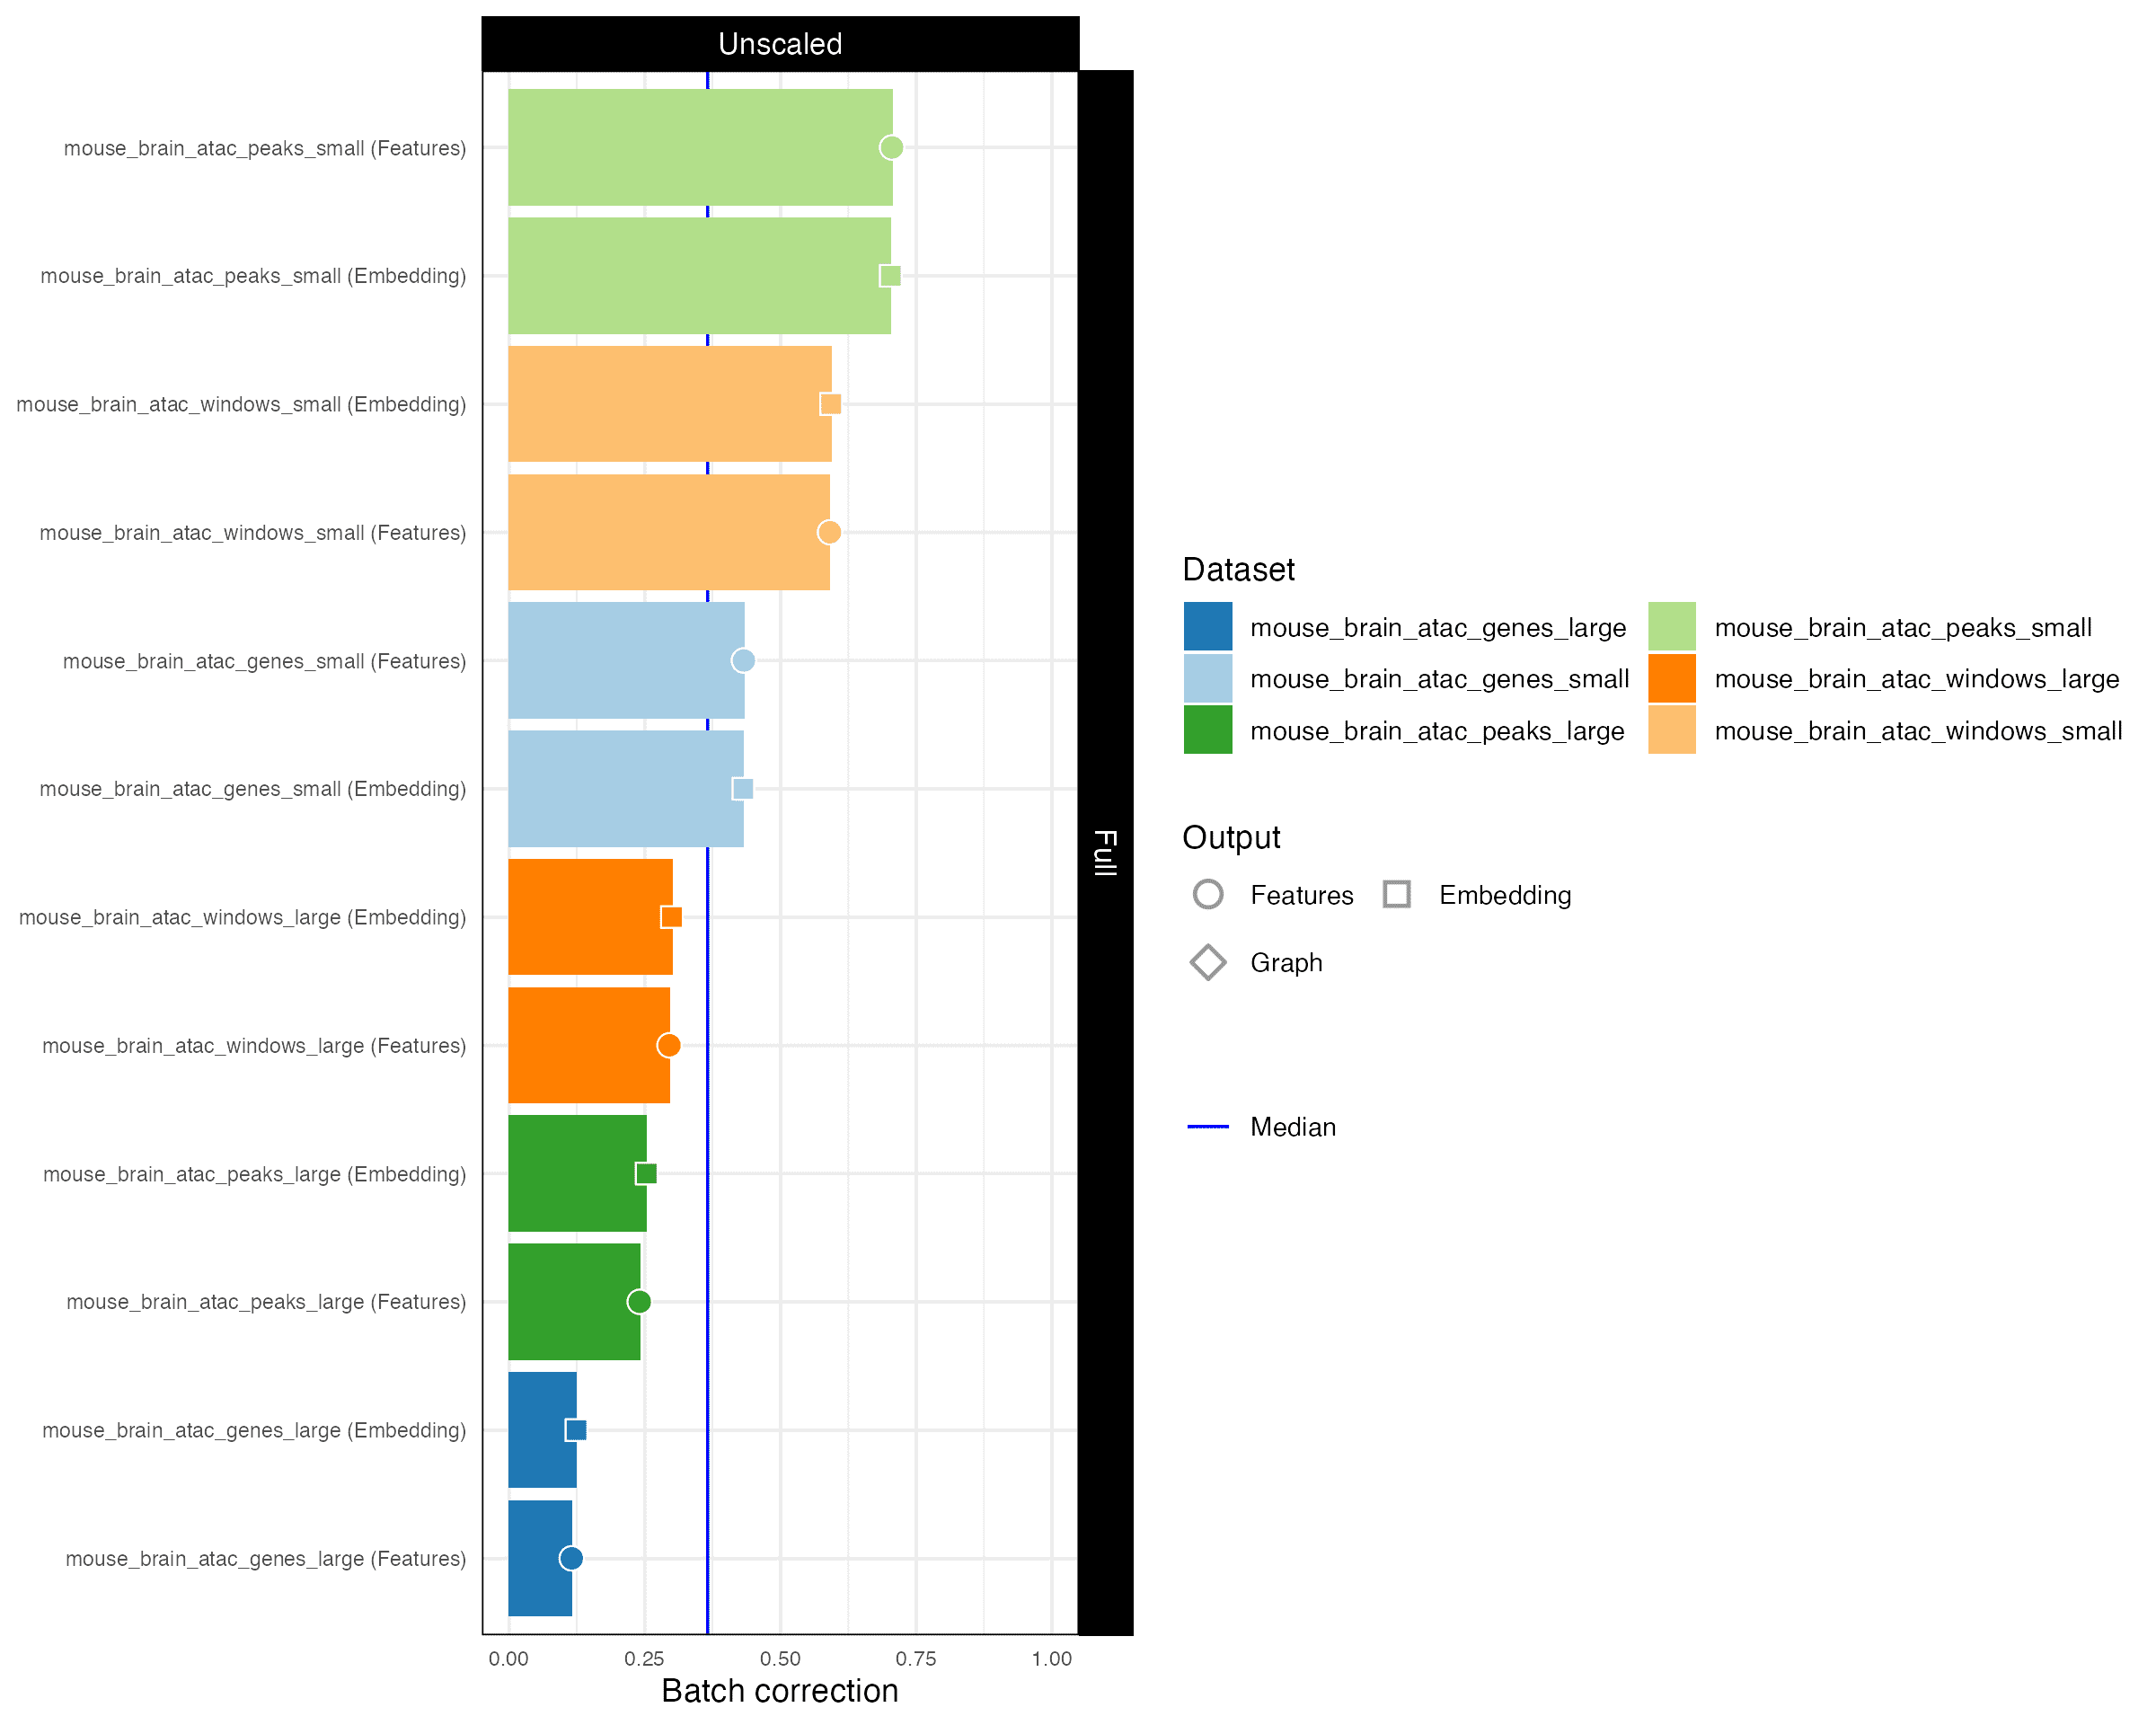 Unscaled
mouse_brain_atac_peaks_small (Features)
mouse_brain_atac_peaks_small (Embedding)
mouse_brain_atac_windows_small (Embedding)
mouse_brain_atac_windows_small (Features)
mouse_brain_atac_genes_small (Features)
mouse_brain_atac_genes_small (Embedding)
mouse_brain_atac_windows_large (Embedding)
mouse_brain_atac_windows_large (Features)
mouse_brain_atac_peaks_large (Embedding)
mouse_brain_atac_peaks_large (Features)
mouse_brain_atac_genes_large (Embedding)
mouse_brain_atac_genes_large (Features)
0.00 0.25 0.50 0.75 1.00
Batch correction
Full
Dataset
mouse_brain_atac_genes_large mouse_brain_atac_peaks_small
mouse_brain_atac_genes_small mouse_brain_atac_windows_large
mouse_brain_atac_peaks_large mouse_brain_atac_windows_small
Output
Features Embedding
Graph
Median